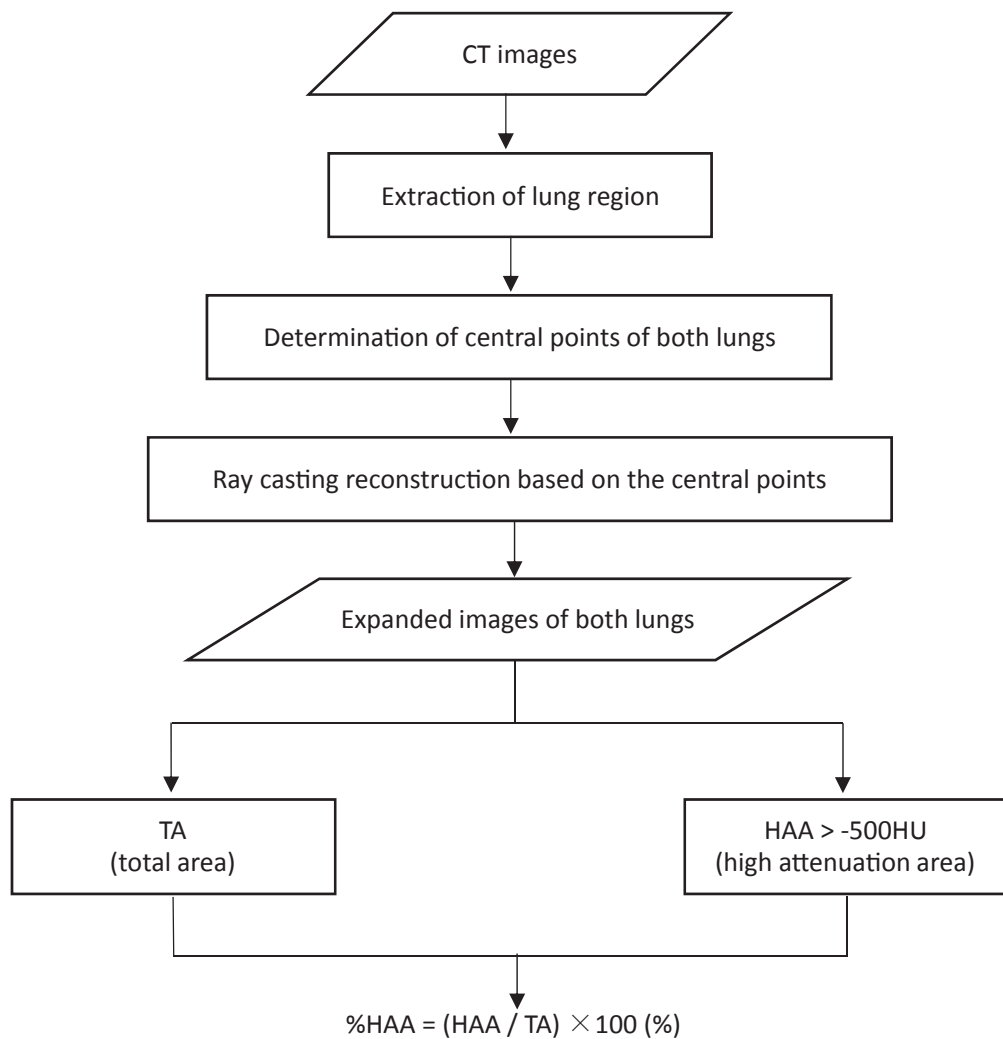 CT images
Extraction of lung region
Determination of central points of both lungs
Ray casting reconstruction based on the central points
Expanded images of both lungs
TA
(total area)
HAA > -500HU
(high attenuation area)
%HAA = (HAA / TA) × 100 (%)